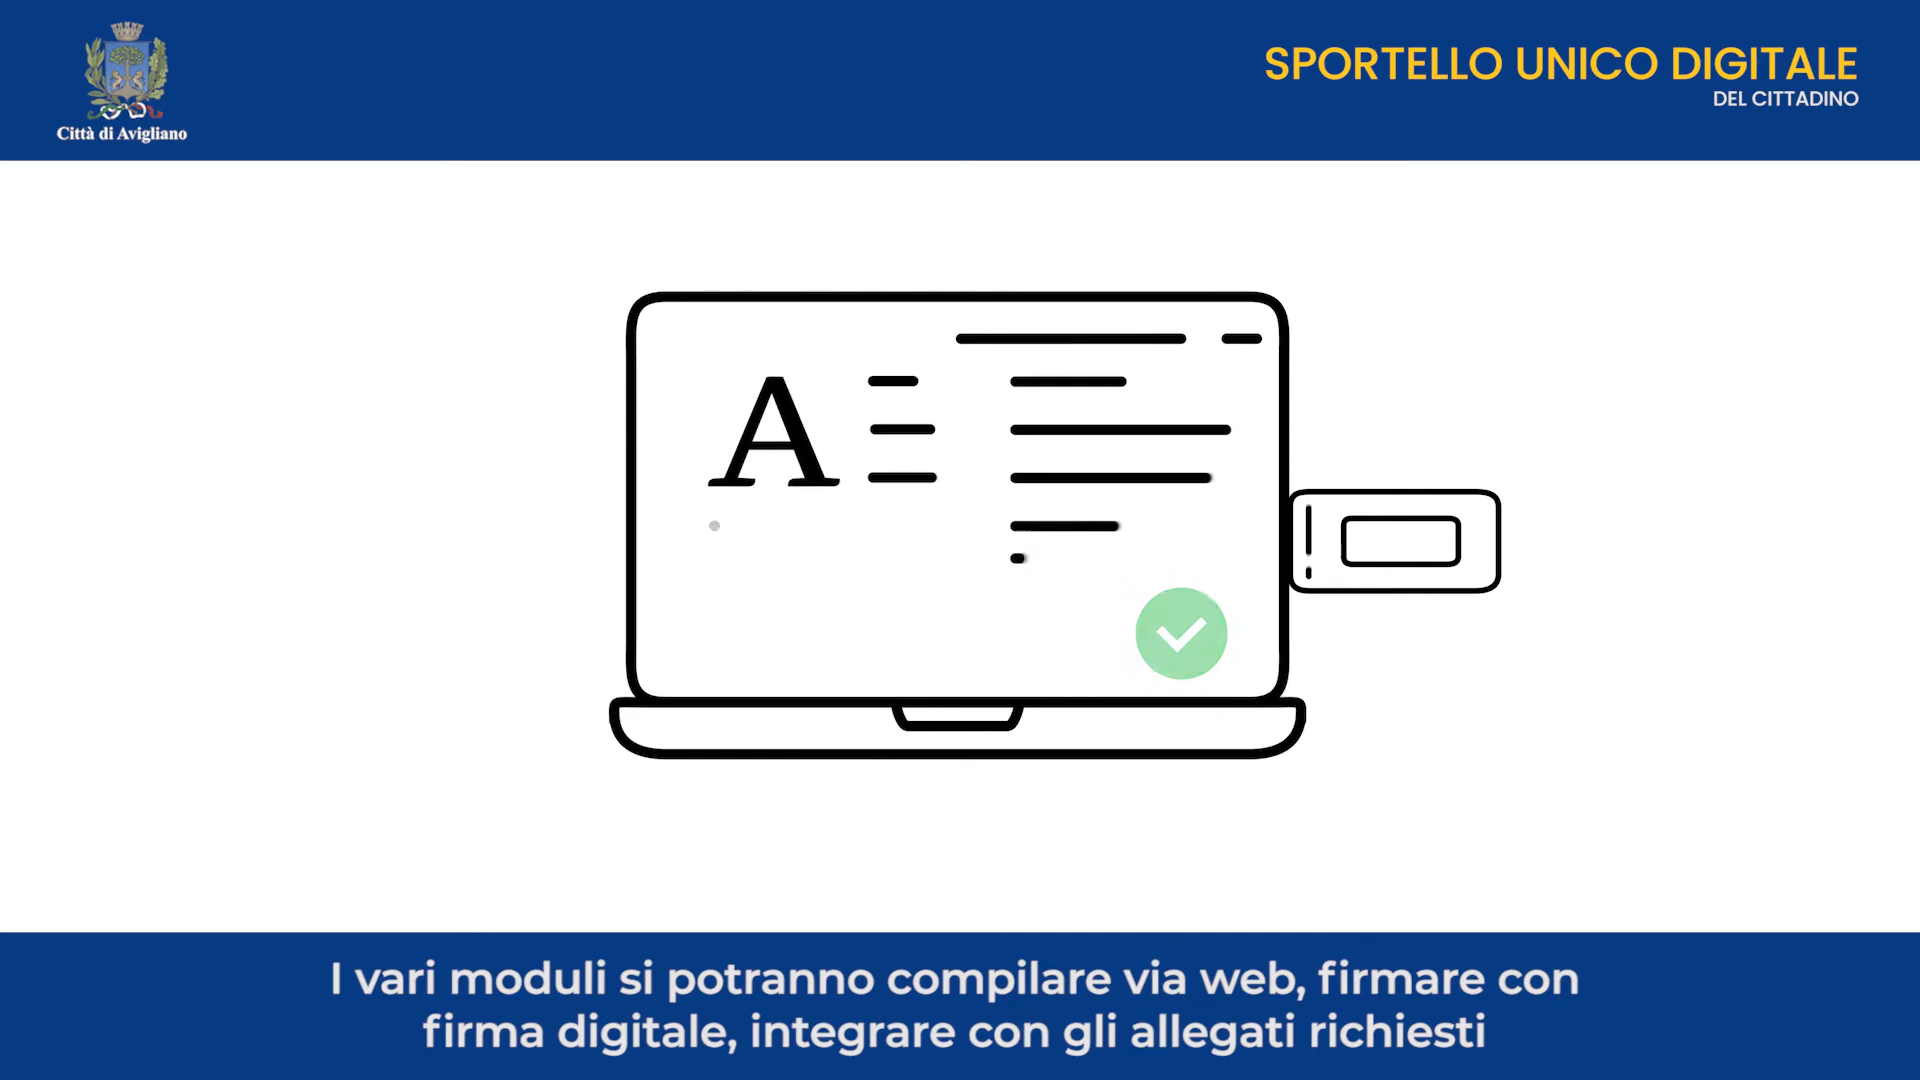 Città di Avigliano
SPORTELLO UNICO DIGITALE
DEL CITTADINO
A
I vari moduli si potranno compilare via web, firmare con
firma digitale, integrare con gli allegati richiesti